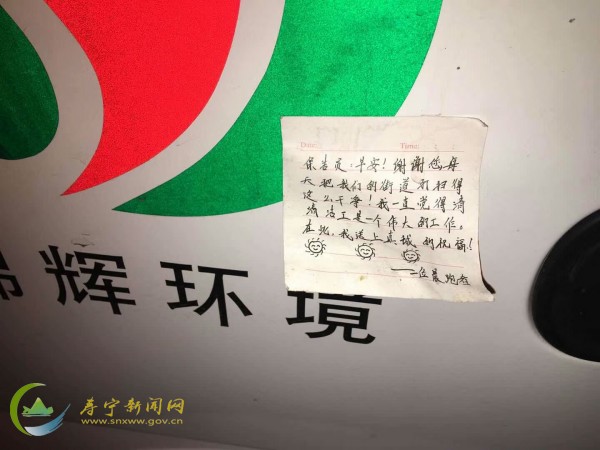 Date: Time:
保洁员:早安!谢谢您每
天把我们的街道打扫得
这么干净!我一直觉得清
清洁工是一个伟大的工作。
在此,我送上真城的祝福!
——一位晨跑者
辉环境
寿宁新闻网
www.snxww.gov.cn